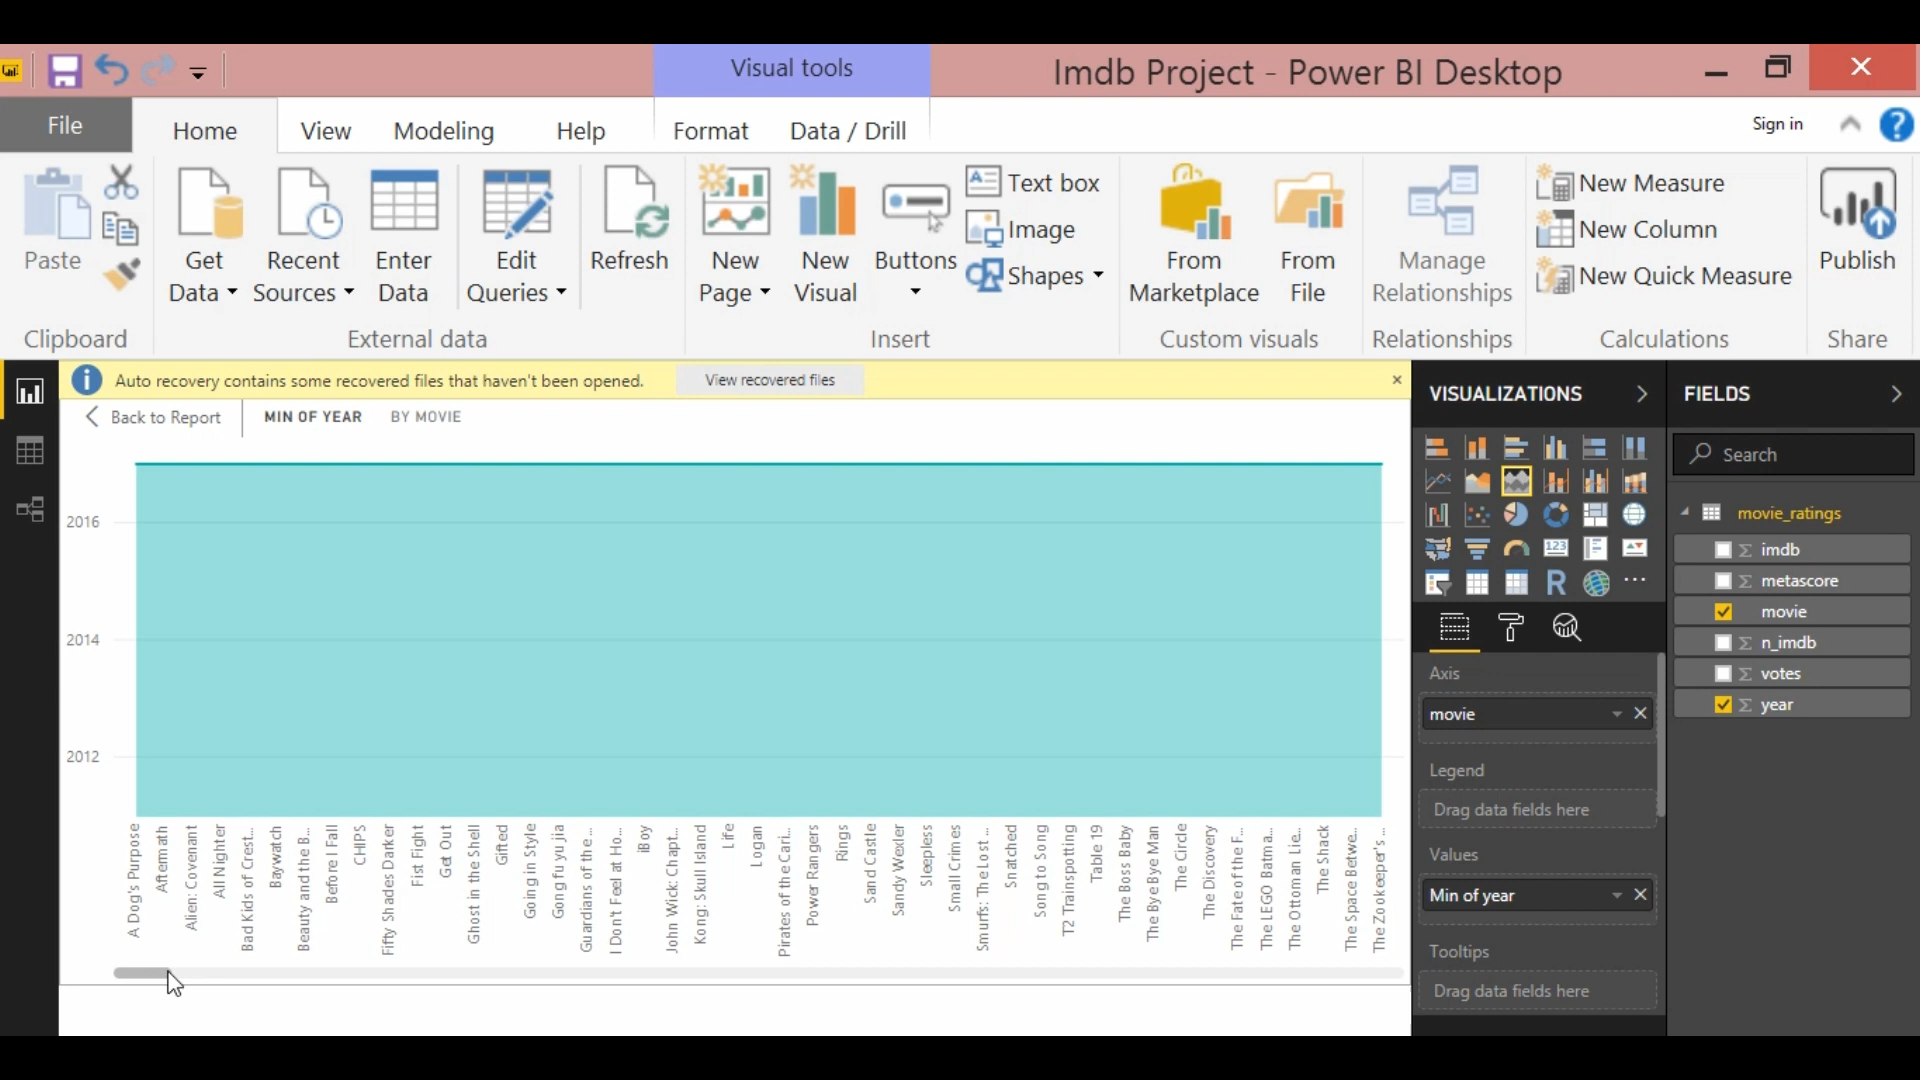 Visual tools
Imdb Project - Power BI Desktop
File
Home
View
Modeling
Help
Format
Data / Drill
Sign in
?
Paste
Get Data
Recent Sources
Enter Data
Edit Queries
Refresh
New Page
New Visual
Buttons
Text box
Image
Shapes
From Marketplace
From File
Manage Relationships
New Measure
New Column
New Quick Measure
Publish
Clipboard
External data
Insert
Custom visuals
Relationships
Calculations
Share
i
Auto recovery contains some recovered files that haven't been opened.
View recovered files
Back to Report
MIN OF YEAR
BY MOVIE
2016
2014
2012
A Dog's Purpose
Aftermath
Alien: Covenant
All Nighter
Bad Kids of Crest...
Baywatch
Beauty and the B...
Before I Fall
CHIPS
Fifty Shades Darker
Fist Fight
Get Out
Ghost in the Shell
Gifted
Going in Style
Gong fu yu jia
Guardians of the ...
I Don't Feel at Ho...
iBoy
John Wick: Chapt...
Kong: Skull Island
Life
Logan
Pirates of the Cari...
Power Rangers
Rings
Sand Castle
Sandy Wexler
Sleepless
Small Crimes
Smurfs: The Lost ...
Snatched
Song to Song
T2 Trainspotting
Table 19
The Boss Baby
The Bye Bye Man
The Circle
The Discovery
The Fate of the F...
The LEGO Batma...
The Ottoman Lie...
The Shack
The Space Betwe...
The Zookeeper's ...
VISUALIZATIONS
123
R
Axis
movie
Legend
Drag data fields here
Values
Min of year
Tooltips
Drag data fields here
FIELDS
Search
movie_ratings
Σ imdb
Σ metascore
movie
Σ n_imdb
Σ votes
Σ year